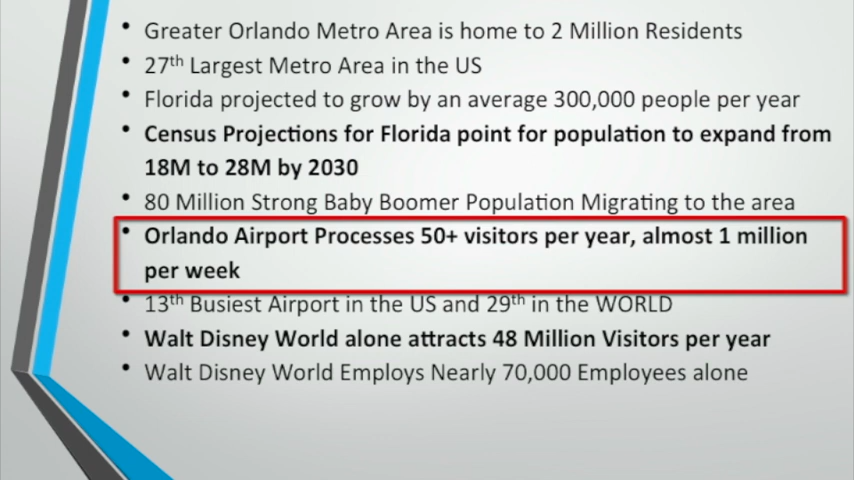 • Greater Orlando Metro Area is home to 2 Million Residents
• 27th Largest Metro Area in the US
• Florida projected to grow by an average 300,000 people per year
• Census Projections for Florida point for population to expand from
18M to 28M by 2030
• 80 Million Strong Baby Boomer Population Migrating to the area
• Orlando Airport Processes 50+ visitors per year, almost 1 million
per week
• 13th Busiest Airport in the US and 29th in the WORLD
• Walt Disney World alone attracts 48 Million Visitors per year
• Walt Disney World Employs Nearly 70,000 Employees alone